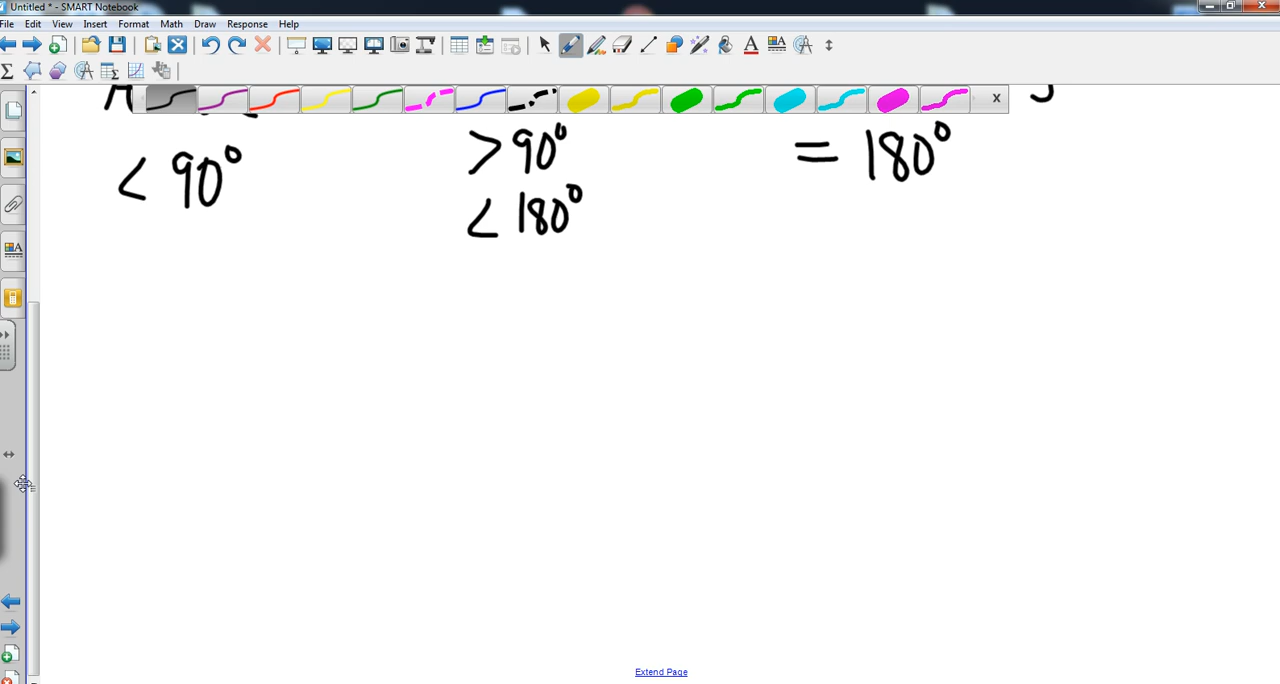 Untitled * - SMART Notebook
File Edit View Insert Format Math Draw Response Help
< 90°
> 90°
< 180°
= 180°
Extend Page